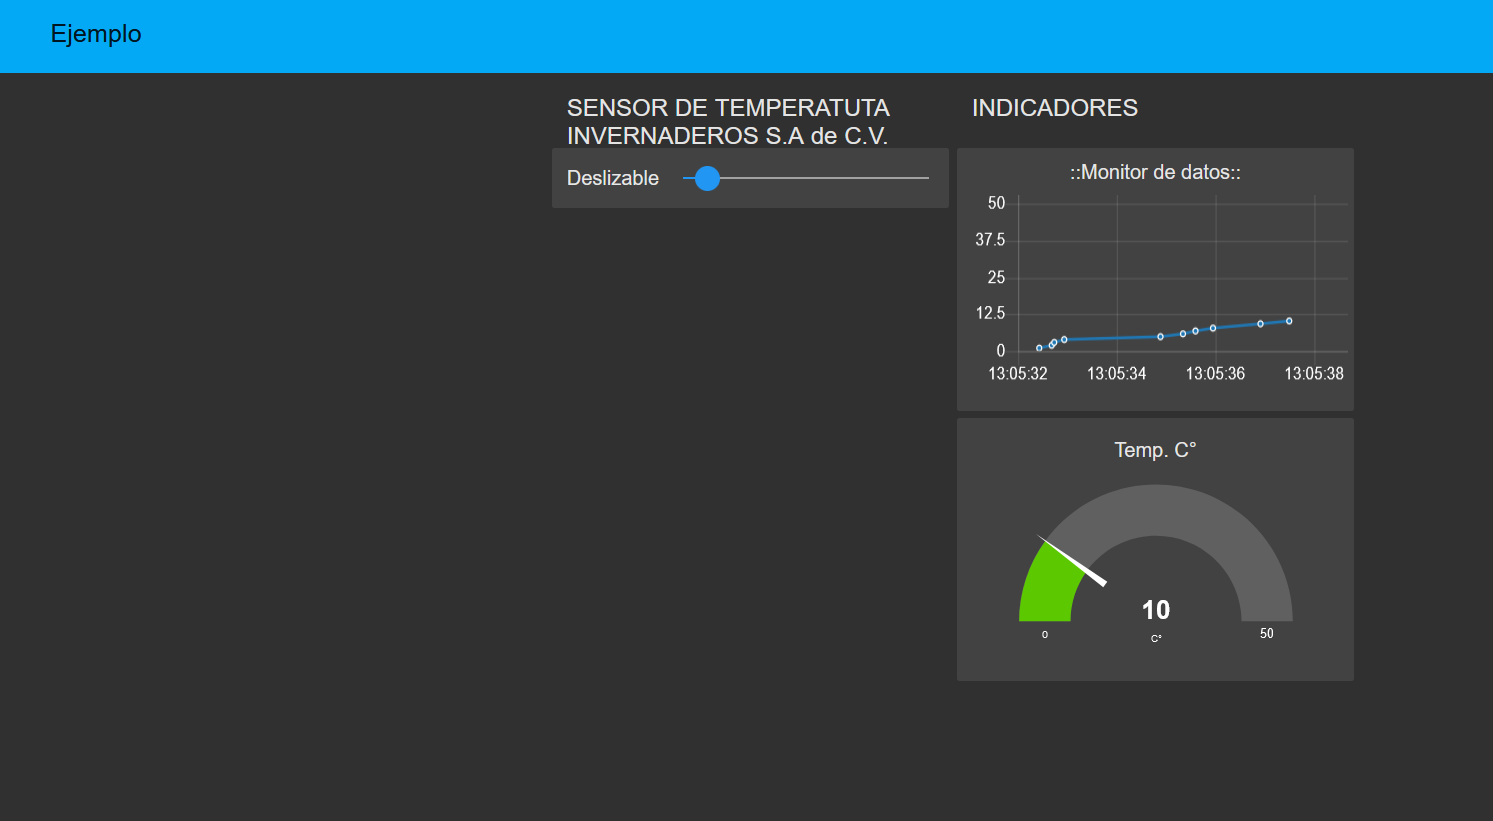 Ejemplo
SENSOR DE TEMPERATUTA
INVERNADEROS S.A de C.V.
Deslizable
INDICADORES
::Monitor de datos::
50
37.5
25
12.5
0
13:05:32 13:05:34 13:05:36 13:05:38
Temp. C°
10
C°
0 50